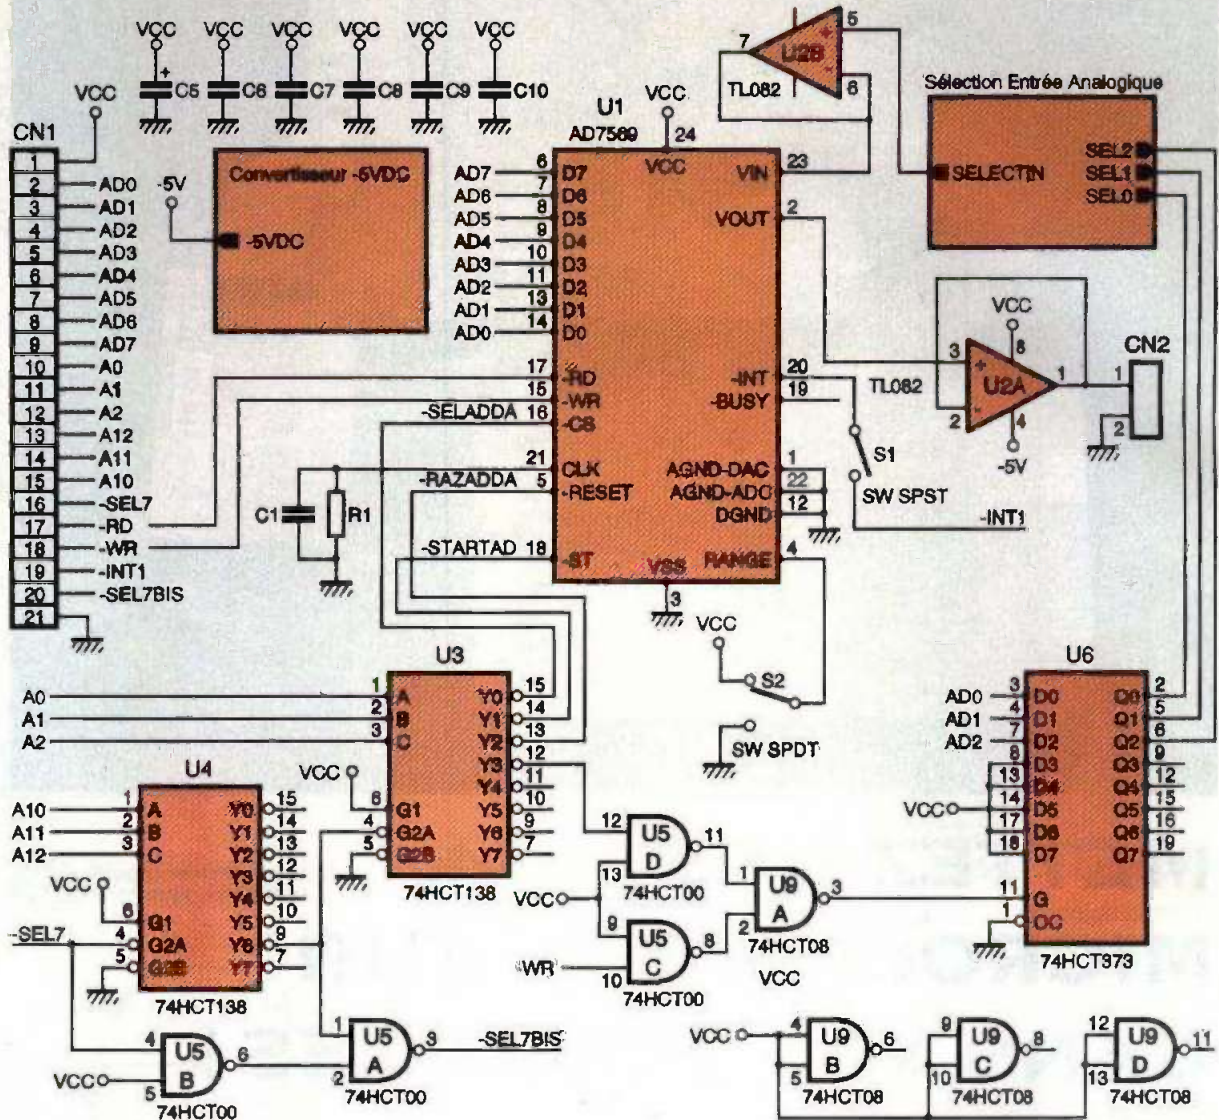 VCC VCC VCC VCC VCC VCC
C5 C6 C7 C8 C9 C10
VCC
CN1
1
2 AD0
3 AD1
4 AD2
5 AD3
6 AD4
7 AD5
8 AD6
9 AD7
10 A0
11 A1
12 A2
13 A12
14 A11
15 A10
16 -SEL7
17 -RD
18 -WR
19 -INT1
20 -SEL7BIS
21
-5V
Convertisseur -5VDC
-5VDC
U1
AD7569
VCC
24
VCC
AD7 6 D7
AD6 7 D6
AD5 8 D5
AD4 9 D4
AD3 10 D3
AD2 11 D2
AD1 13 D1
AD0 14 D0
17 -RD
15 -WR
-SELADDA 16 -CS
21 CLK
-RAZADDA 5 -RESET
-STARTAD 18 -ST
VIN 23
VOUT 2
-INT 20
-BUSY 19
AGND-DAC 1
AGND-ADC 22
DGND 12
RANGE 4
VSS
3
C1
R1
7
U2B
+
5
6
TL082
Sélection Entrée Analogique
SELECTIN
SEL2
SEL1
SEL0
VCC
8
3 +
2 -
U2A
1
4
-5V
TL082
CN2
1
2
S1
SW SPST
-INT1
VCC
S2
SW SPDT
U3
A0 1 A
A1 2 B
A2 3 C
VCC
6 G1
4 G2A
5 G2B
Y0 15
Y1 14
Y2 13
Y3 12
Y4 11
Y5 10
Y6 9
Y7 7
74HCT138
U4
A10 1 A
A11 2 B
A12 3 C
VCC
6 G1
-SEL7
4 G2A
5 G2B
Y0 15
Y1 14
Y2 13
Y3 12
Y4 11
Y5 10
Y6 9
Y7 7
74HCT138
4
U5
B
6
VCC
5
74HCT00
1
U5
A
3
-SEL7BIS
2
74HCT00
12
U5
D
11
13
74HCT00
VCC
9
U5
C
8
-WR
10
74HCT00
1
U9
A
3
2
74HCT08
VCC
U6
AD0 3 D0
AD1 4 D1
AD2 7 D2
8 D3
13 D4
VCC 14 D5
17 D6
18 D7
11 G
1 OC
Q0 2
Q1 5
Q2 6
Q3 9
Q4 12
Q5 15
Q6 16
Q7 19
74HCT373
VCC
4
U9
B
6
5
74HCT08
9
U9
C
8
10
74HCT08
12
U9
D
11
13
74HCT08